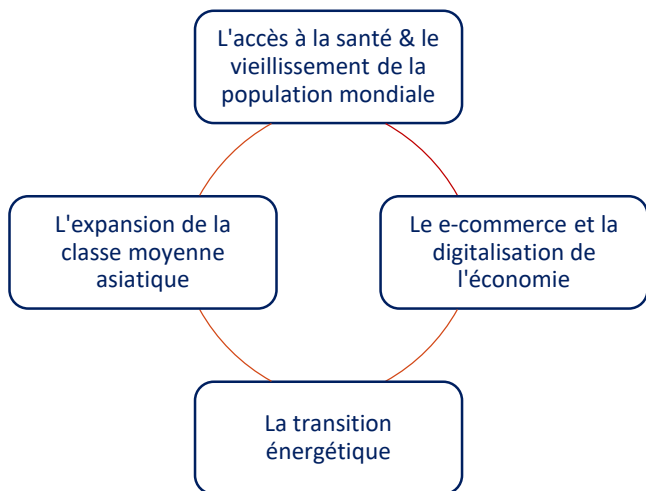 L'accès à la santé & le
vieillissement de la
population mondiale
L'expansion de la
classe moyenne
asiatique
Le e-commerce et la
digitalisation de
l'économie
La transition
énergétique